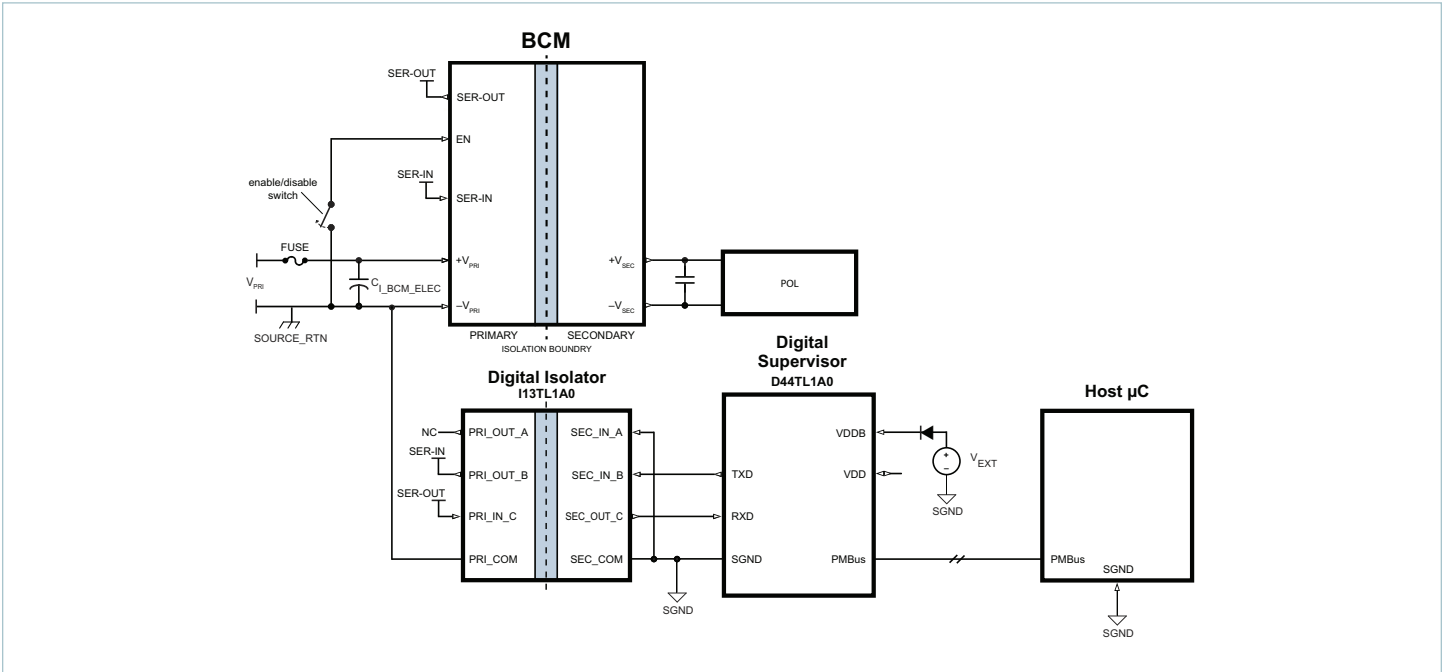 BCM
SER-OUT
SER-OUT
EN
SER-IN
SER-IN
enable/disable
switch
FUSE
+VPRI
VPRI
CI_BCM_ELEC
–VPRI
SOURCE_RTN
+VSEC
–VSEC
POL
PRIMARY
SECONDARY
ISOLATION BOUNDRY
Digital Isolator
I13TL1A0
NC
PRI_OUT_A
SEC_IN_A
SER-IN
PRI_OUT_B
SEC_IN_B
SER-OUT
PRI_IN_C
SEC_OUT_C
PRI_COM
SEC_COM
SGND
Digital
Supervisor
D44TL1A0
VDDB
TXD
VDD
RXD
SGND
PMBus
+
–
VEXT
SGND
Host µC
PMBus
SGND
SGND